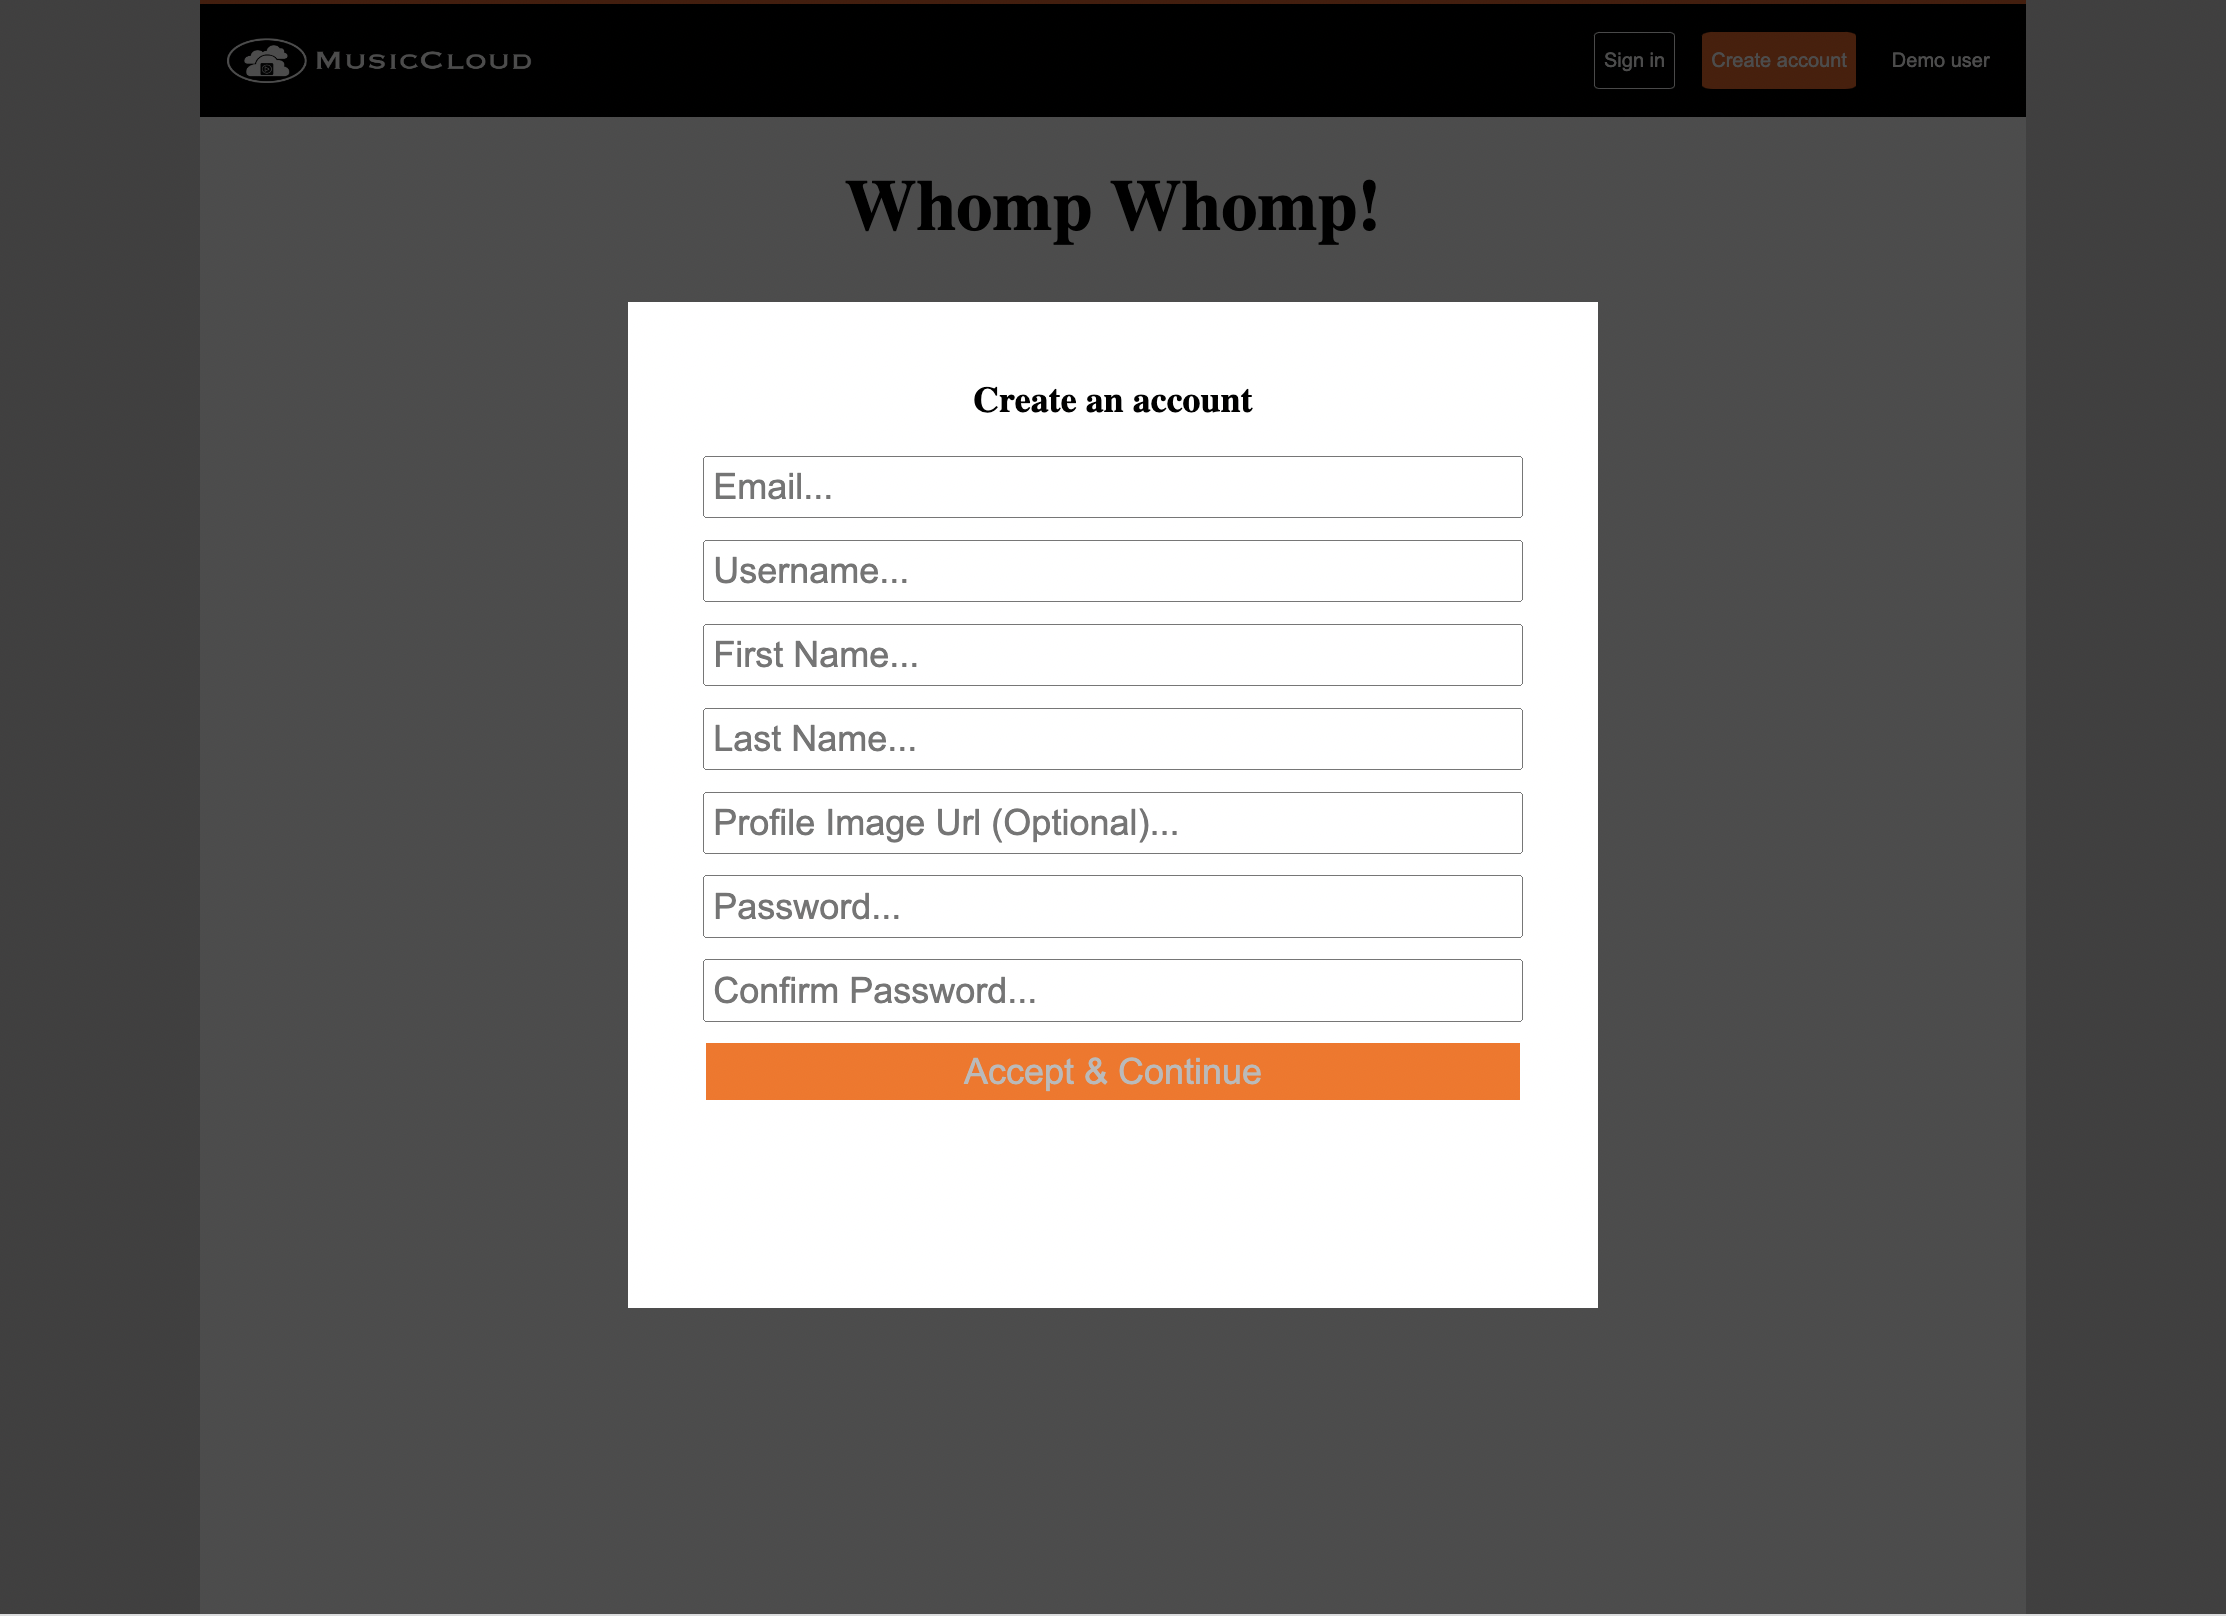 MusicCloud
Sign in
Create account
Demo user
Whomp Whomp!
Create an account
Email...
Username...
First Name...
Last Name...
Profile Image Url (Optional)...
Password...
Confirm Password...
Accept & Continue